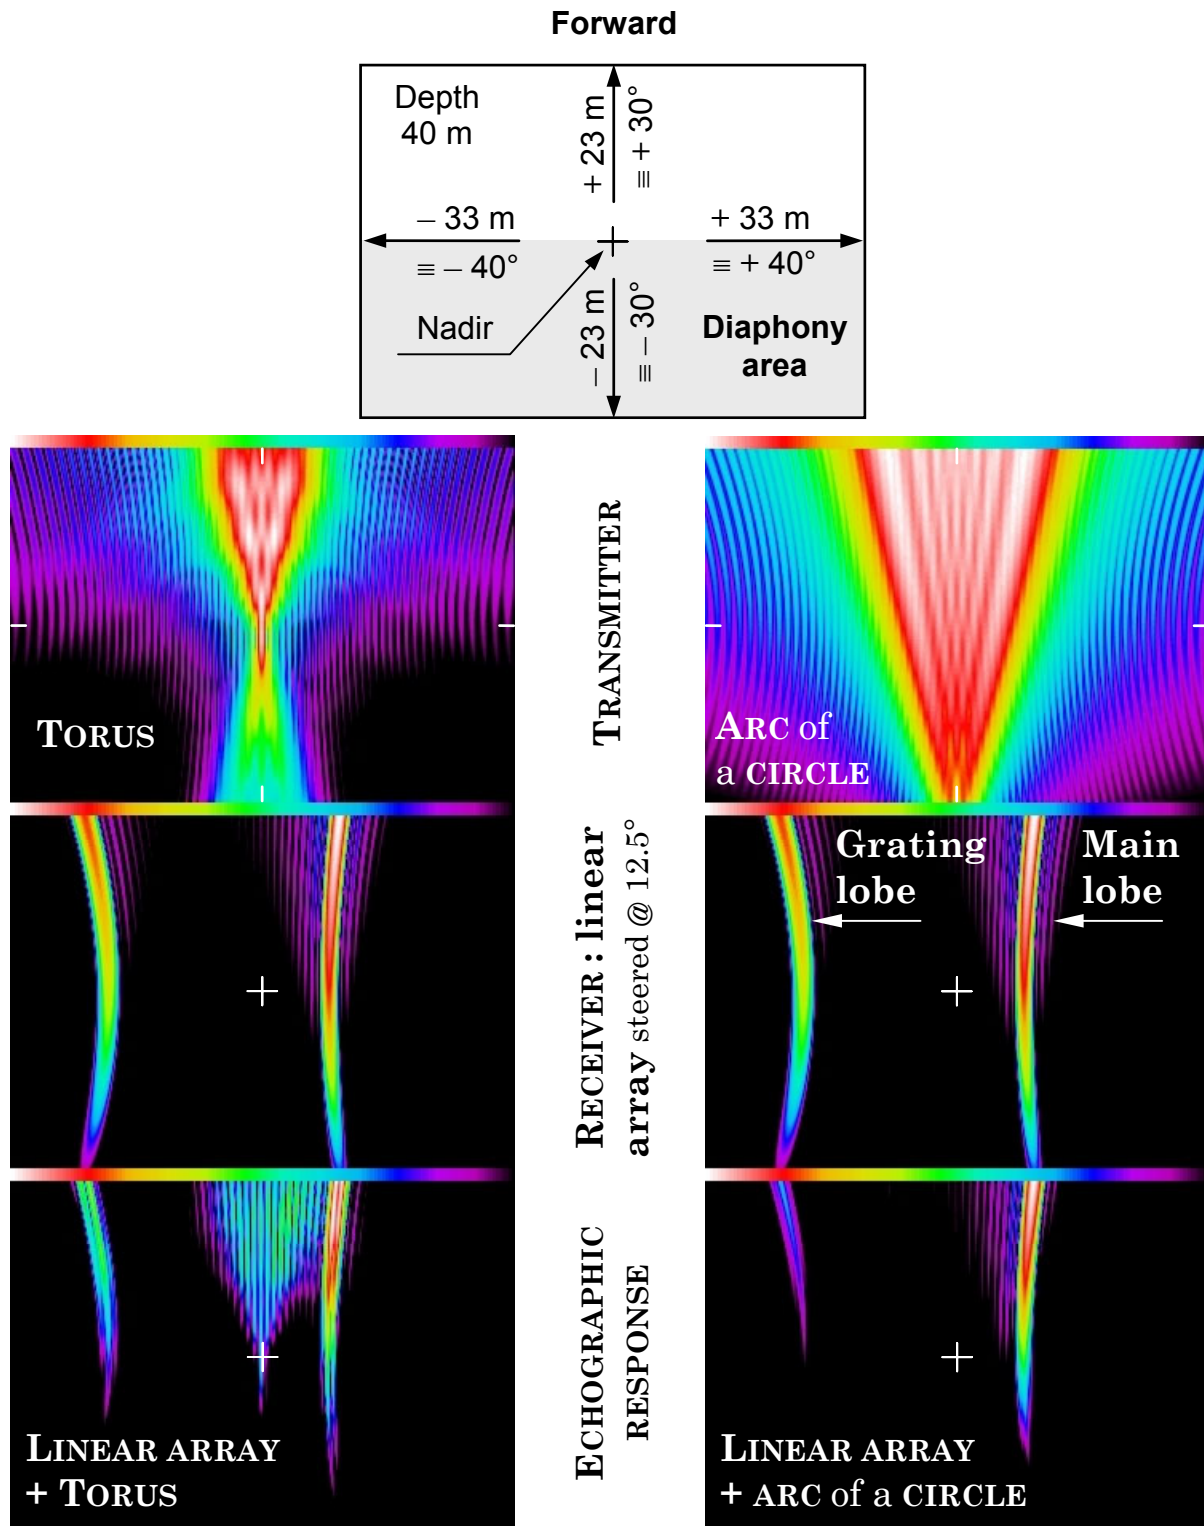 Forward
Depth
40 m
+ 23 m
≡ + 30°
– 33 m
+ 33 m
≡ – 40°
≡ + 40°
– 23 m
≡ – 30°
Nadir
Diaphony
area
TORUS
TRANSMITTER
ARC of
a CIRCLE
RECEIVER : linear
array steered @ 12.5°
Grating
lobe
Main
lobe
ECHOGRAPHIC
RESPONSE
LINEAR ARRAY
+ TORUS
LINEAR ARRAY
+ ARC of a CIRCLE